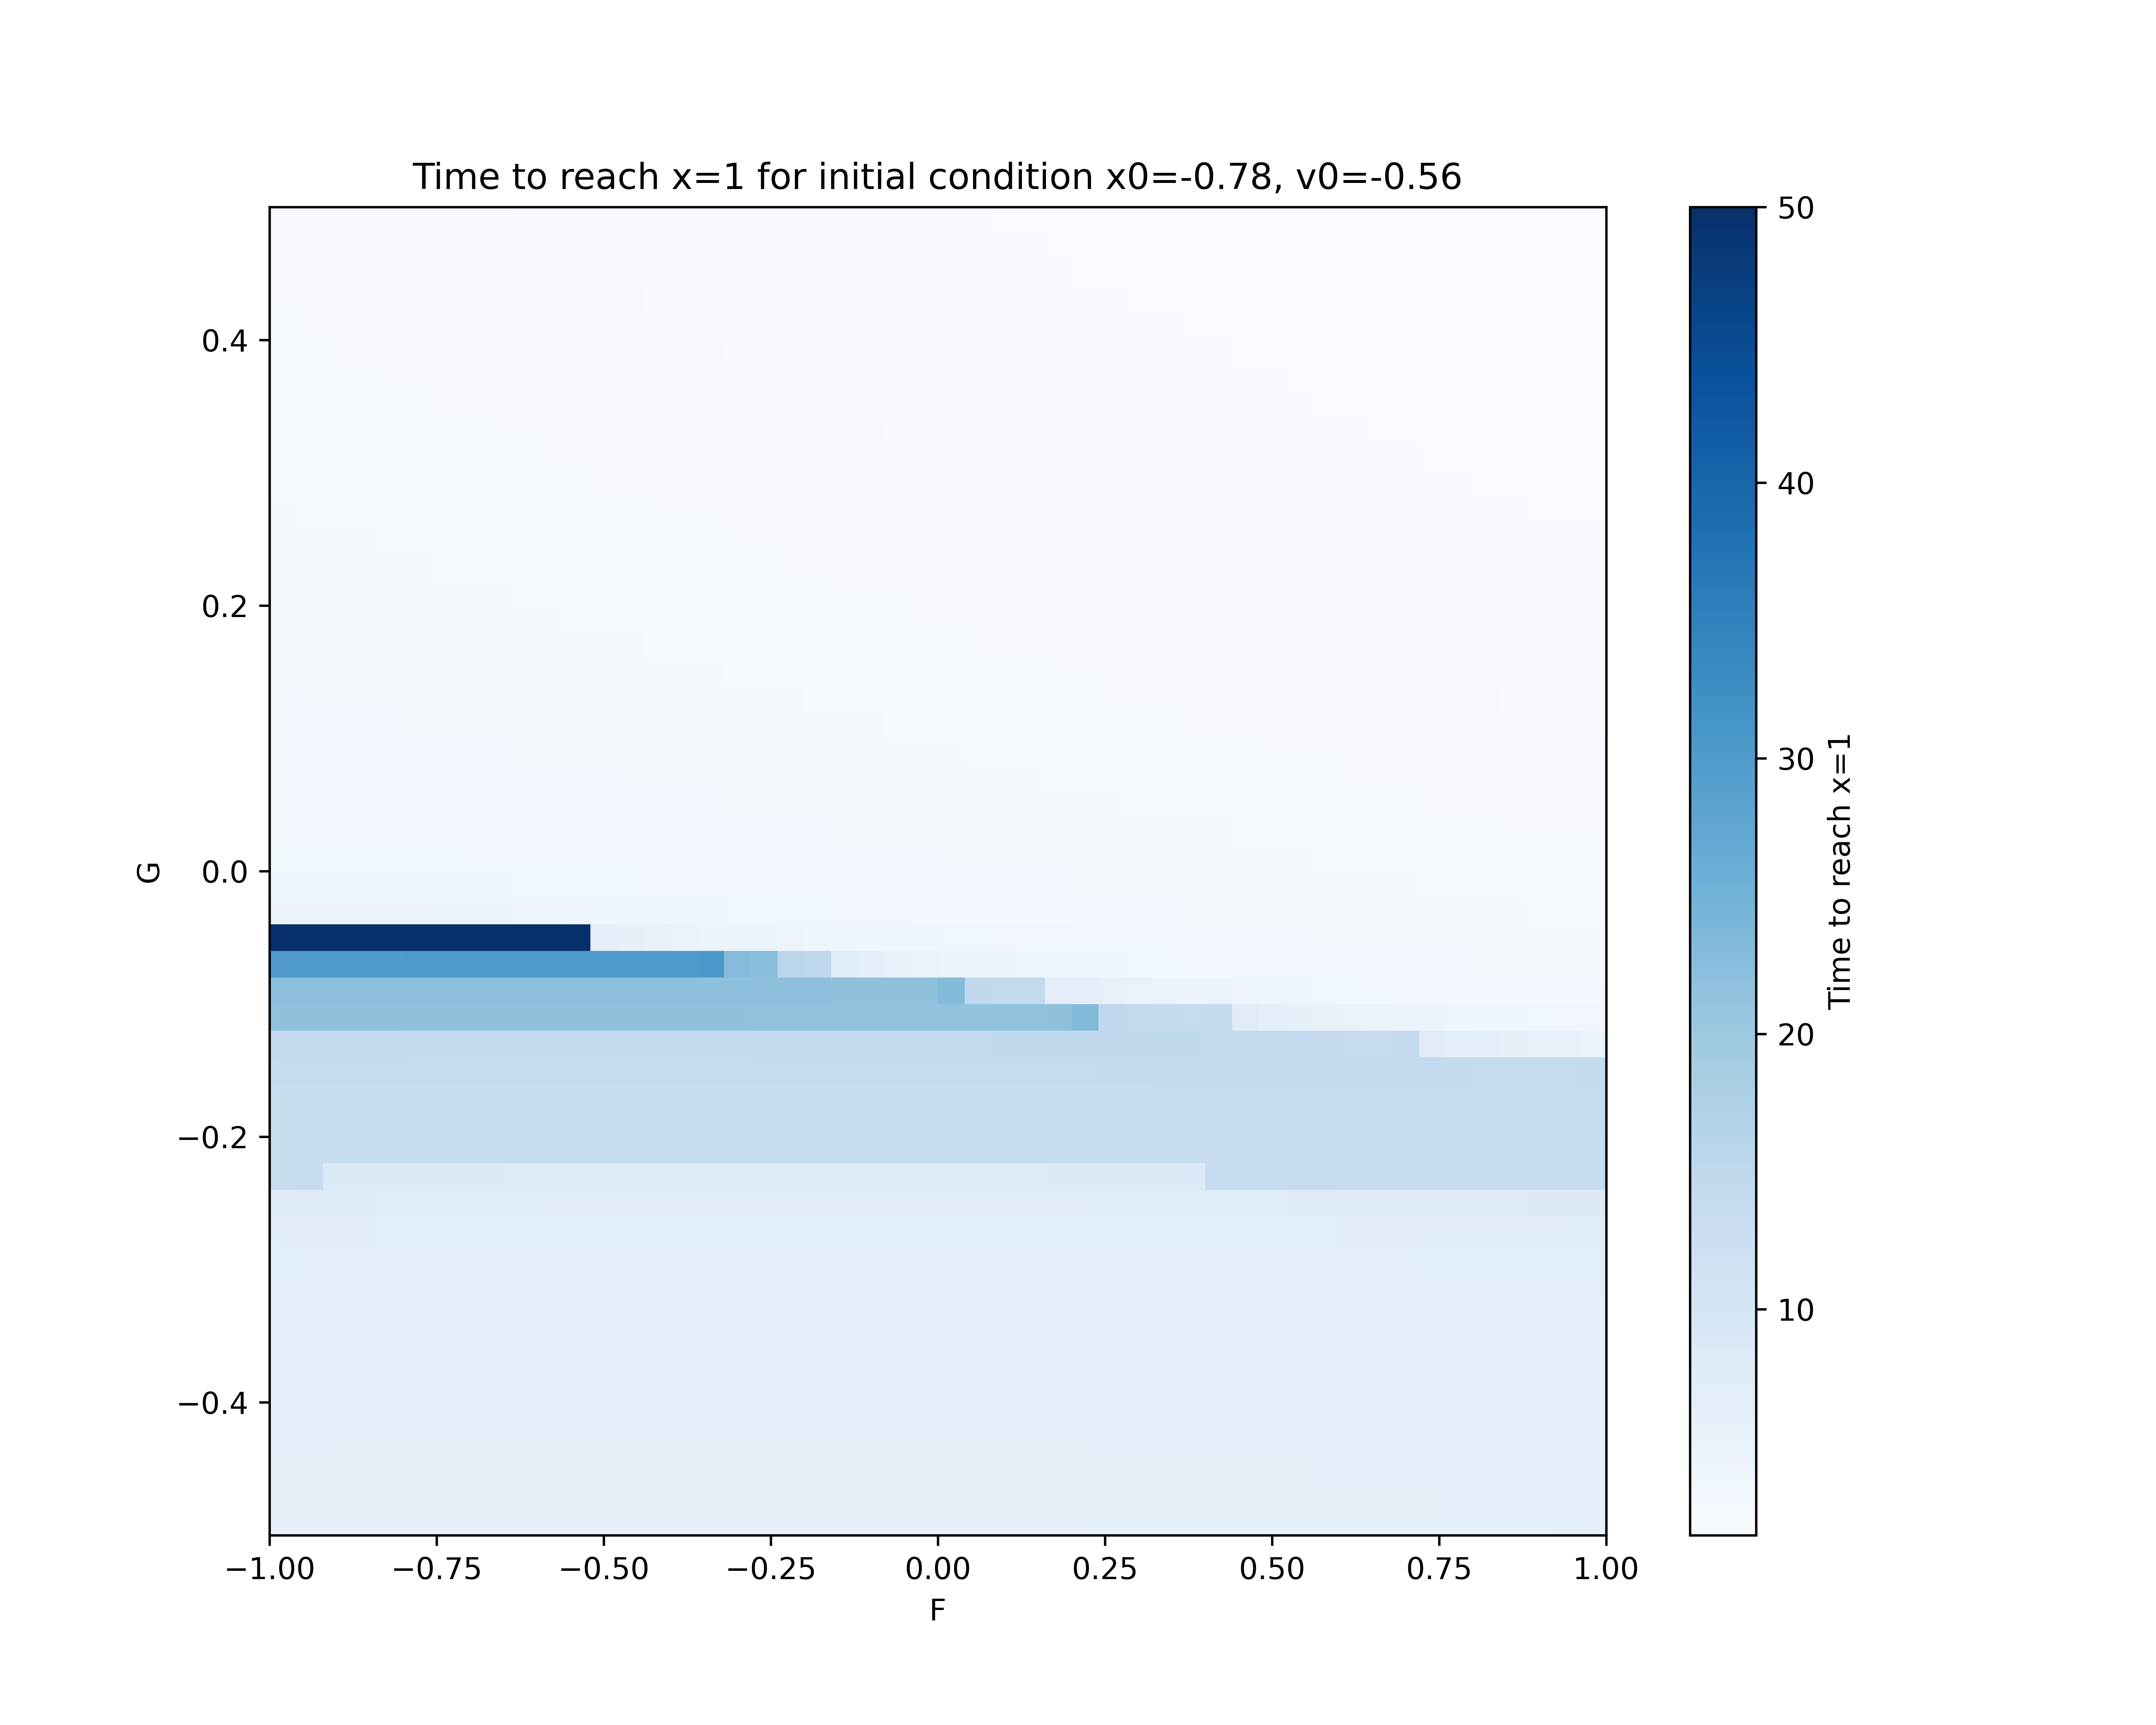 Time to reach x=1 for initial condition x0=-0.78, v0=-0.56
G
0.4
0.2
0.0
−0.2
−0.4
−1.00 −0.75 −0.50 −0.25 0.00 0.25 0.50 0.75 1.00
F
50
40
30
20
10
Time to reach x=1